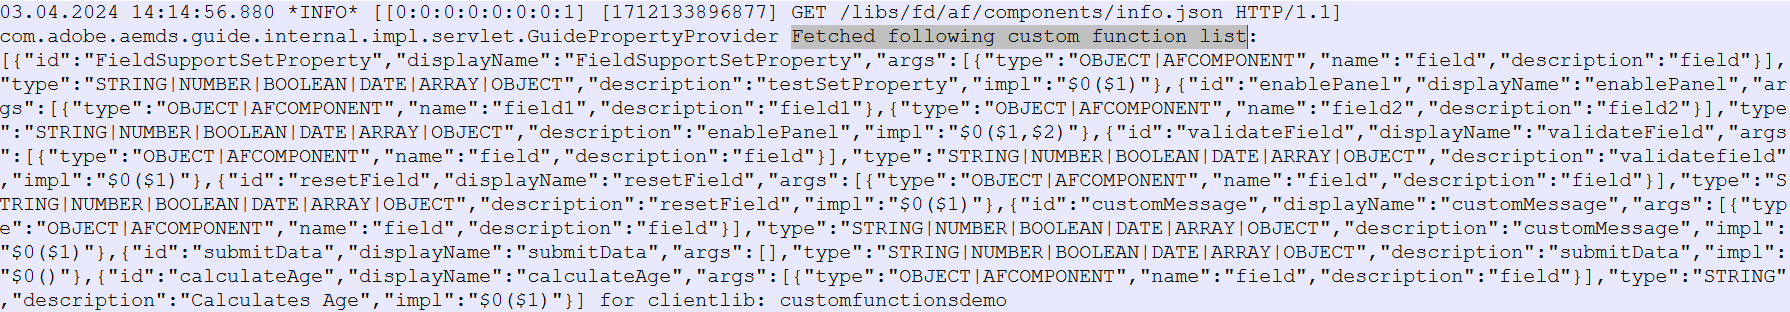 03.04.2024 14:14:56.880 *INFO* [[0:0:0:0:0:0:0:1] [1712133896877] GET /libs/fd/af/components/info.json HTTP/1.1]
com.adobe.aemds.guide.internal.impl.servlet.GuidePropertyProvider Fetched following custom function list:
[{"id":"FieldSupportSetProperty","displayName":"FieldSupportSetProperty","args":[{"type":"OBJECT|AFCOMPONENT","name":"field","description":"field"}],
"type":"STRING|NUMBER|BOOLEAN|DATE|ARRAY|OBJECT","description":"testSetProperty","impl":"$0($1)"},{"id":"enablePanel","displayName":"enablePanel","ar
gs":[{"type":"OBJECT|AFCOMPONENT","name":"field1","description":"field1"},{"type":"OBJECT|AFCOMPONENT","name":"field2","description":"field2"}],"type
":"STRING|NUMBER|BOOLEAN|DATE|ARRAY|OBJECT","description":"enablePanel","impl":"$0($1,$2)"},{"id":"validateField","displayName":"validateField","args
":[{"type":"OBJECT|AFCOMPONENT","name":"field","description":"field"}],"type":"STRING|NUMBER|BOOLEAN|DATE|ARRAY|OBJECT","description":"validatefield"
,"impl":"$0($1)"},{"id":"resetField","displayName":"resetField","args":[{"type":"OBJECT|AFCOMPONENT","name":"field","description":"field"}],"type":"S
TRING|NUMBER|BOOLEAN|DATE|ARRAY|OBJECT","description":"resetField","impl":"$0($1)"},{"id":"customMessage","displayName":"customMessage","args":[{"typ
e":"OBJECT|AFCOMPONENT","name":"field","description":"field"}],"type":"STRING|NUMBER|BOOLEAN|DATE|ARRAY|OBJECT","description":"customMessage","impl":
"$0($1)"},{"id":"submitData","displayName":"submitData","args":[],"type":"STRING|NUMBER|BOOLEAN|DATE|ARRAY|OBJECT","description":"submitData","impl":
"$0()"},{"id":"calculateAge","displayName":"calculateAge","args":[{"type":"OBJECT|AFCOMPONENT","name":"field","description":"field"}],"type":"STRING"
,"description":"Calculates Age","impl":"$0($1)"}] for clientlib: customfunctionsdemo